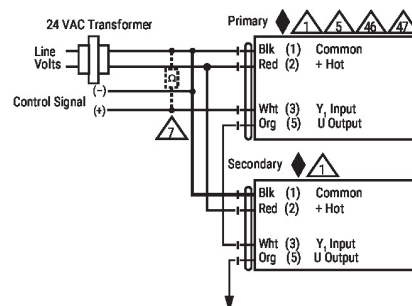 24 VAC Transformer
Primary 1 5 46 47
Line
Volts
Blk (1) Common
Red (2) + Hot
Ω
(–)
Control Signal
(+)
Wht (3) Y₁ Input
Org (5) U Output
7
Secondary 1
Blk (1) Common
Red (2) + Hot
Wht (3) Y₁ Input
Org (5) U Output